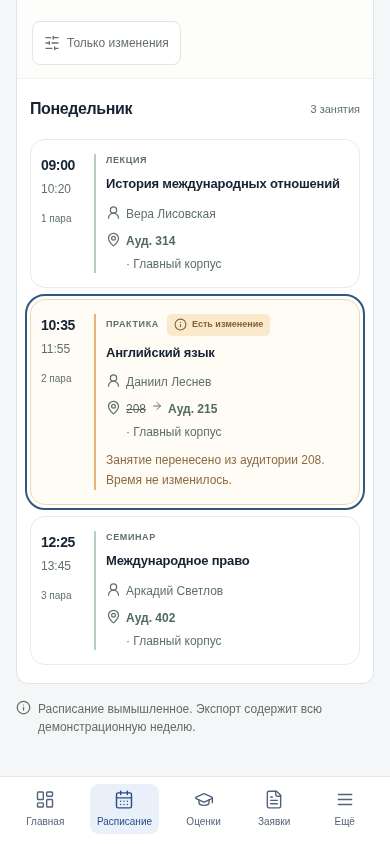 Только изменения
Понедельник
3 занятия
09:00
10:20
1 пара
ЛЕКЦИЯ
История международных отношений
Вера Лисовская
Ауд. 314
· Главный корпус
10:35
11:55
2 пара
ПРАКТИКА
Есть изменение
Английский язык
Даниил Леснев
208 → Ауд. 215
· Главный корпус
Занятие перенесено из аудитории 208.
Время не изменилось.
12:25
13:45
3 пара
СЕМИНАР
Международное право
Аркадий Светлов
Ауд. 402
· Главный корпус
Расписание вымышленное. Экспорт содержит всю
демонстрационную неделю.
Главная
Расписание
Оценки
Заявки
Ещё